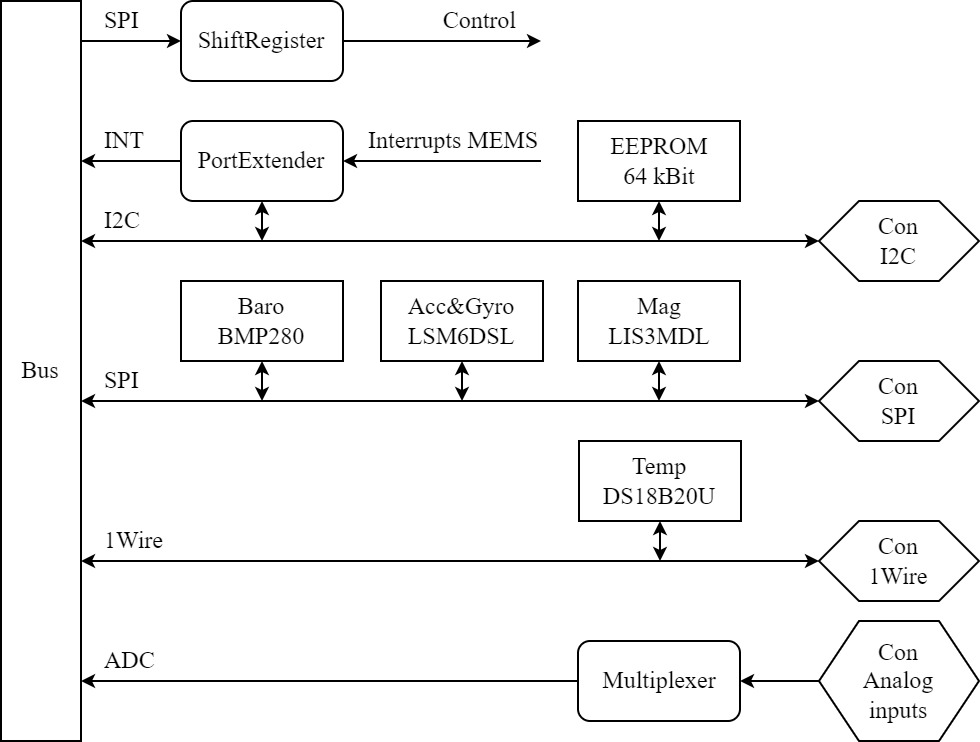 SPI
ShiftRegister
Control
INT
PortExtender
Interrupts MEMS
EEPROM
64 kBit
I2C
Con
I2C
Baro
BMP280
Acc&Gyro
LSM6DSL
Mag
LIS3MDL
Bus
SPI
Con
SPI
Temp
DS18B20U
1Wire
Con
1Wire
ADC
Multiplexer
Con
Analog
inputs